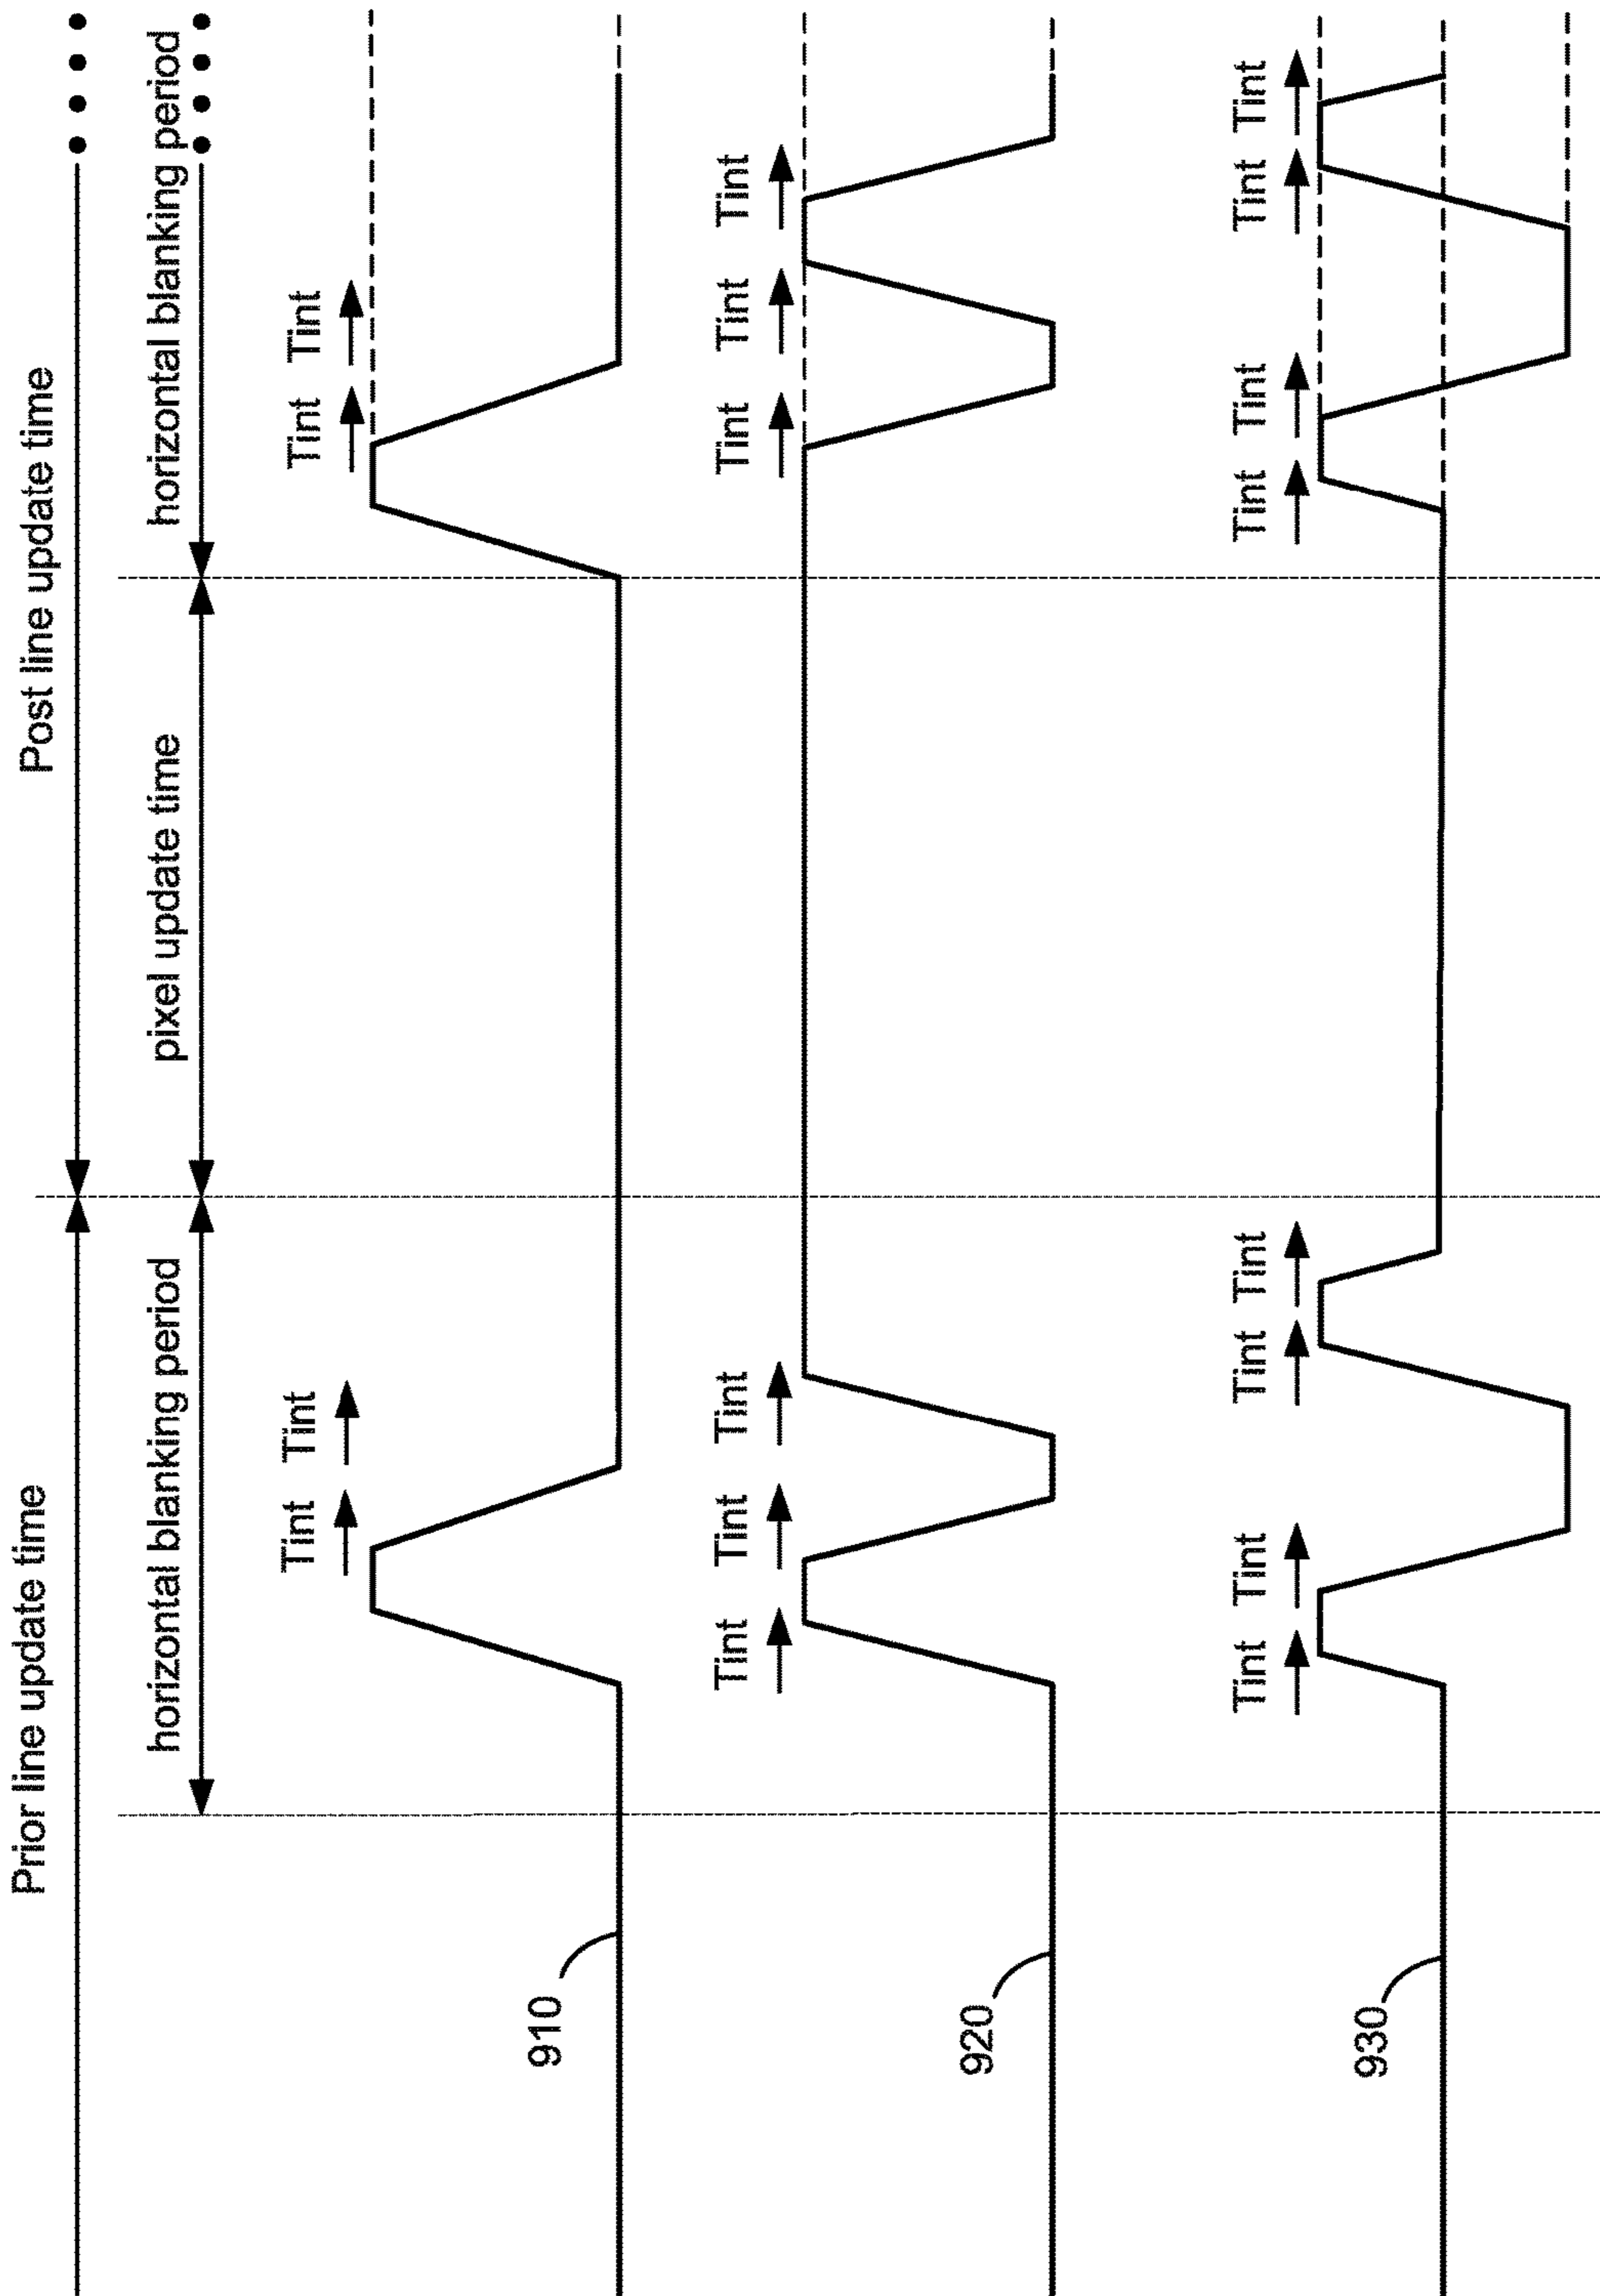 Prior line update time
Post line update time
horizontal blanking period
pixel update time
horizontal blanking period
Tint
Tint
Tint
Tint
910
Tint
Tint
Tint
Tint
Tint
Tint
920
Tint
Tint
Tint
Tint
Tint
Tint
Tint
Tint
930